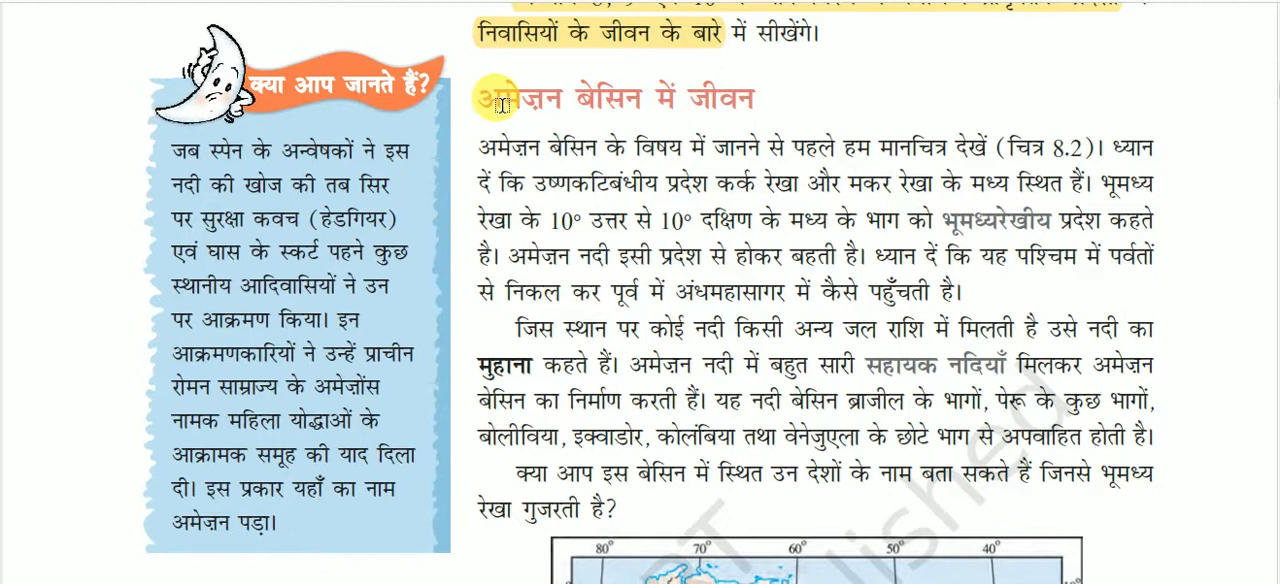 निवासियों के जीवन के बारे में सीखेंगे।
क्या आप जानते हैं?
जब स्पेन के अन्वेषकों ने इस
नदी की खोज की तब सिर
पर सुरक्षा कवच (हेडगियर)
एवं घास के स्कर्ट पहने कुछ
स्थानीय आदिवासियों ने उन
पर आक्रमण किया। इन
आक्रमणकारियों ने उन्हें प्राचीन
रोमन साम्राज्य के अमेज़ोंस
नामक महिला योद्धाओं के
आक्रामक समूह की याद दिला
दी। इस प्रकार यहाँ का नाम
अमेज़न पड़ा।
अमेज़न बेसिन में जीवन
अमेज़न बेसिन के विषय में जानने से पहले हम मानचित्र देखें (चित्र 8.2)। ध्यान
दें कि उष्णकटिबंधीय प्रदेश कर्क रेखा और मकर रेखा के मध्य स्थित हैं। भूमध्य
रेखा के 10° उत्तर से 10° दक्षिण के मध्य के भाग को भूमध्यरेखीय प्रदेश कहते
है। अमेज़न नदी इसी प्रदेश से होकर बहती है। ध्यान दें कि यह पश्चिम में पर्वतों
से निकल कर पूर्व में अंधमहासागर में कैसे पहुँचती है।
जिस स्थान पर कोई नदी किसी अन्य जल राशि में मिलती है उसे नदी का
मुहाना कहते हैं। अमेज़न नदी में बहुत सारी सहायक नदियाँ मिलकर अमेज़न
बेसिन का निर्माण करती हैं। यह नदी बेसिन ब्राजील के भागों, पेरू के कुछ भागों,
बोलीविया, इक्वाडोर, कोलंबिया तथा वेनेजुएला के छोटे भाग से अपवाहित होती है।
क्या आप इस बेसिन में स्थित उन देशों के नाम बता सकते हैं जिनसे भूमध्य
रेखा गुजरती है?
80° 70° 60° 50° 40°